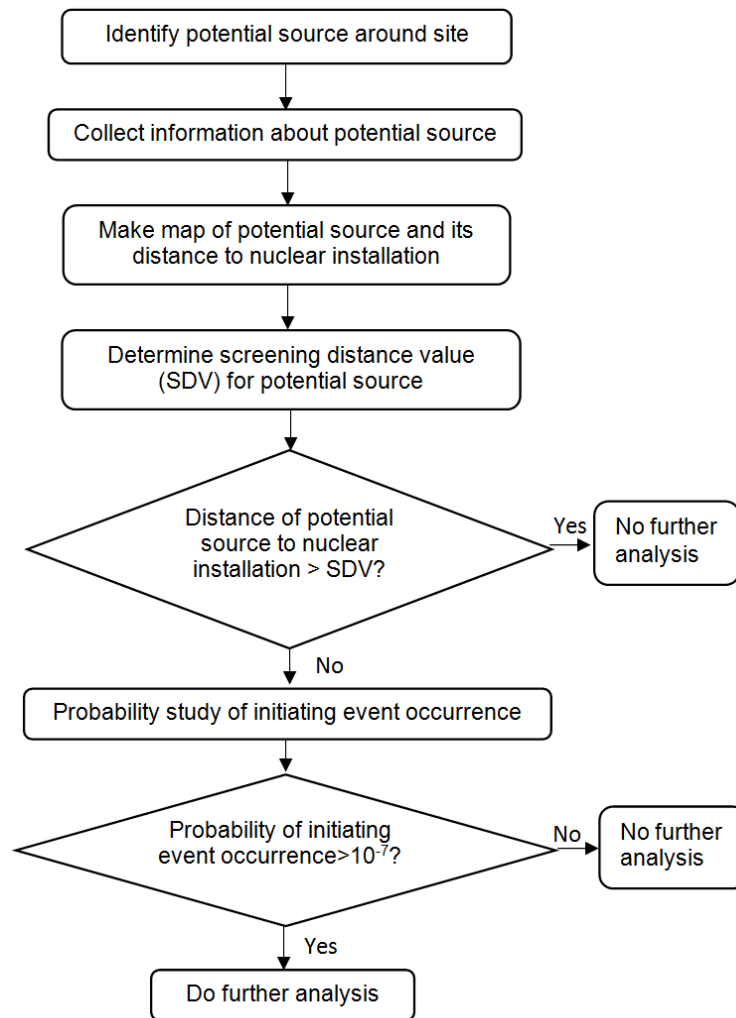 Identify potential source around site
Collect information about potential source
Make map of potential source and its
distance to nuclear installation
Determine screening distance value
(SDV) for potential source
Distance of potential
source to nuclear
installation > SDV?
Yes
No further
analysis
No
Probability study of initiating event occurrence
Probability of initiating
event occurrence>10⁻⁷?
No
No further
analysis
Yes
Do further analysis